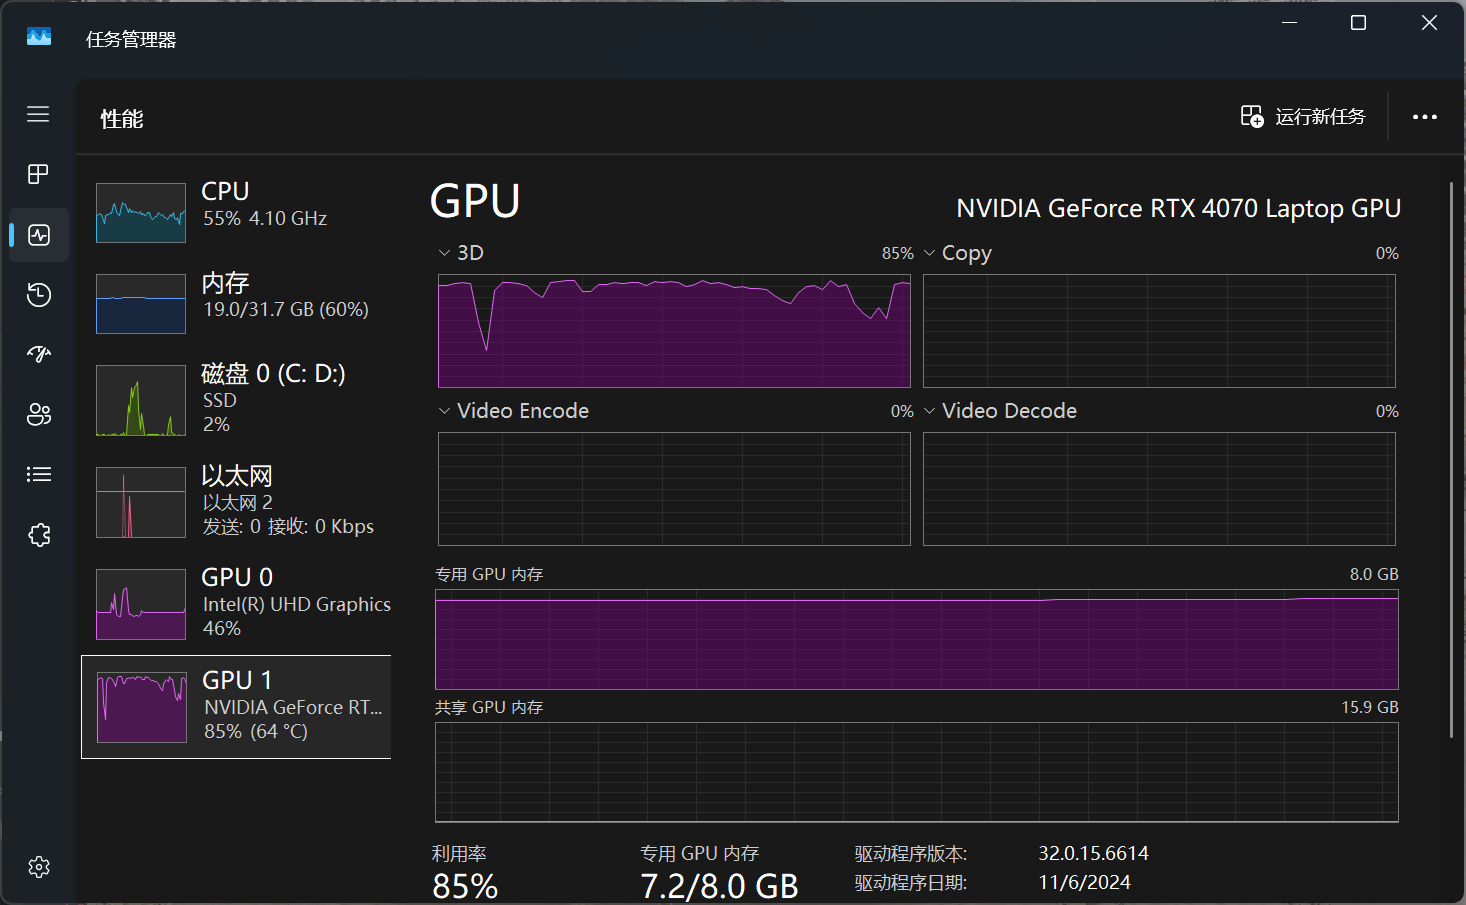 任务管理器
性能
运行新任务
CPU
55% 4.10 GHz
内存
19.0/31.7 GB (60%)
磁盘 0 (C: D:)
SSD
2%
以太网
以太网 2
发送: 0 接收: 0 Kbps
GPU 0
Intel(R) UHD Graphics
46%
GPU 1
NVIDIA GeForce RT...
85% (64 °C)
GPU
NVIDIA GeForce RTX 4070 Laptop GPU
3D 85%
Copy 0%
Video Encode 0%
Video Decode 0%
专用 GPU 内存 8.0 GB
共享 GPU 内存 15.9 GB
利用率
85%
专用 GPU 内存
7.2/8.0 GB
驱动程序版本: 32.0.15.6614
驱动程序日期: 11/6/2024